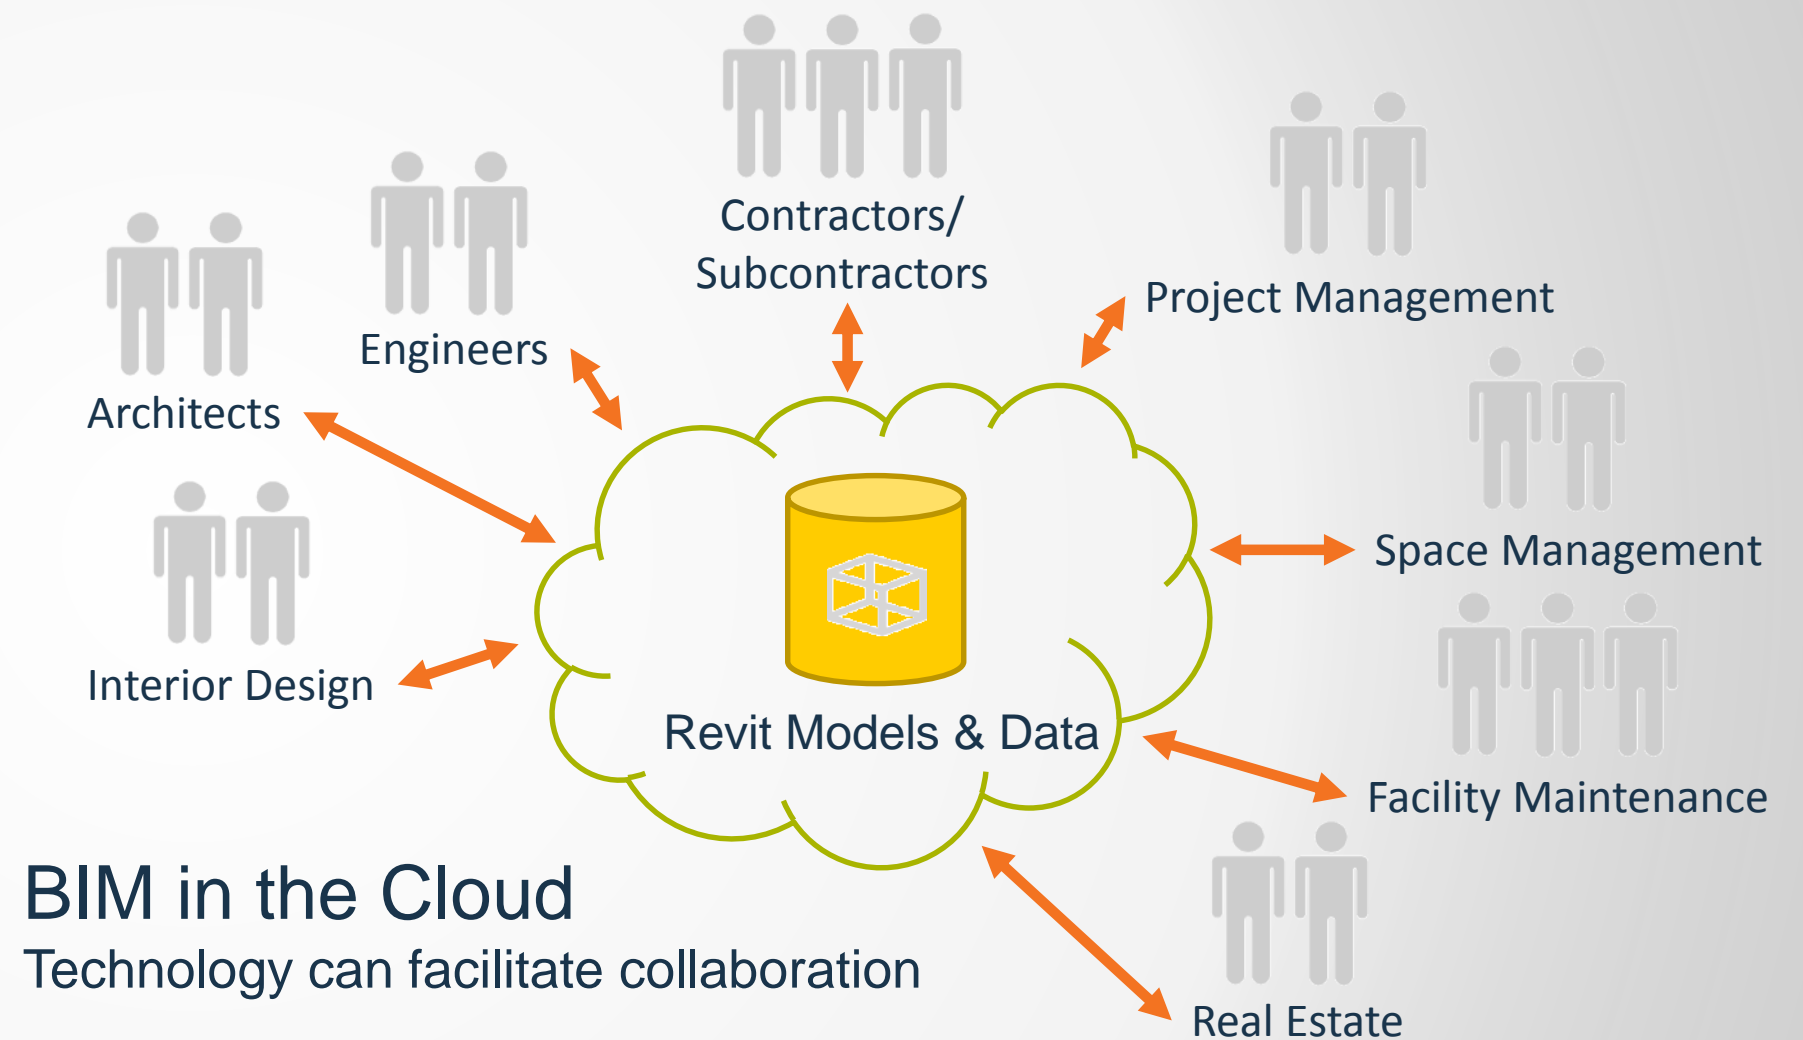 Contractors/
Subcontractors
Project Management
Engineers
Architects
Space Management
Interior Design
Revit Models & Data
Facility Maintenance
BIM in the Cloud
Technology can facilitate collaboration
Real Estate